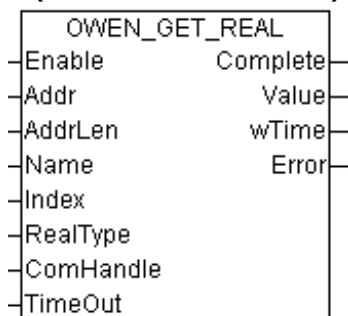 OWEN_GET_REAL
Enable Complete
Addr Value
AddrLen wTime
Name Error
Index
RealType
ComHandle
TimeOut